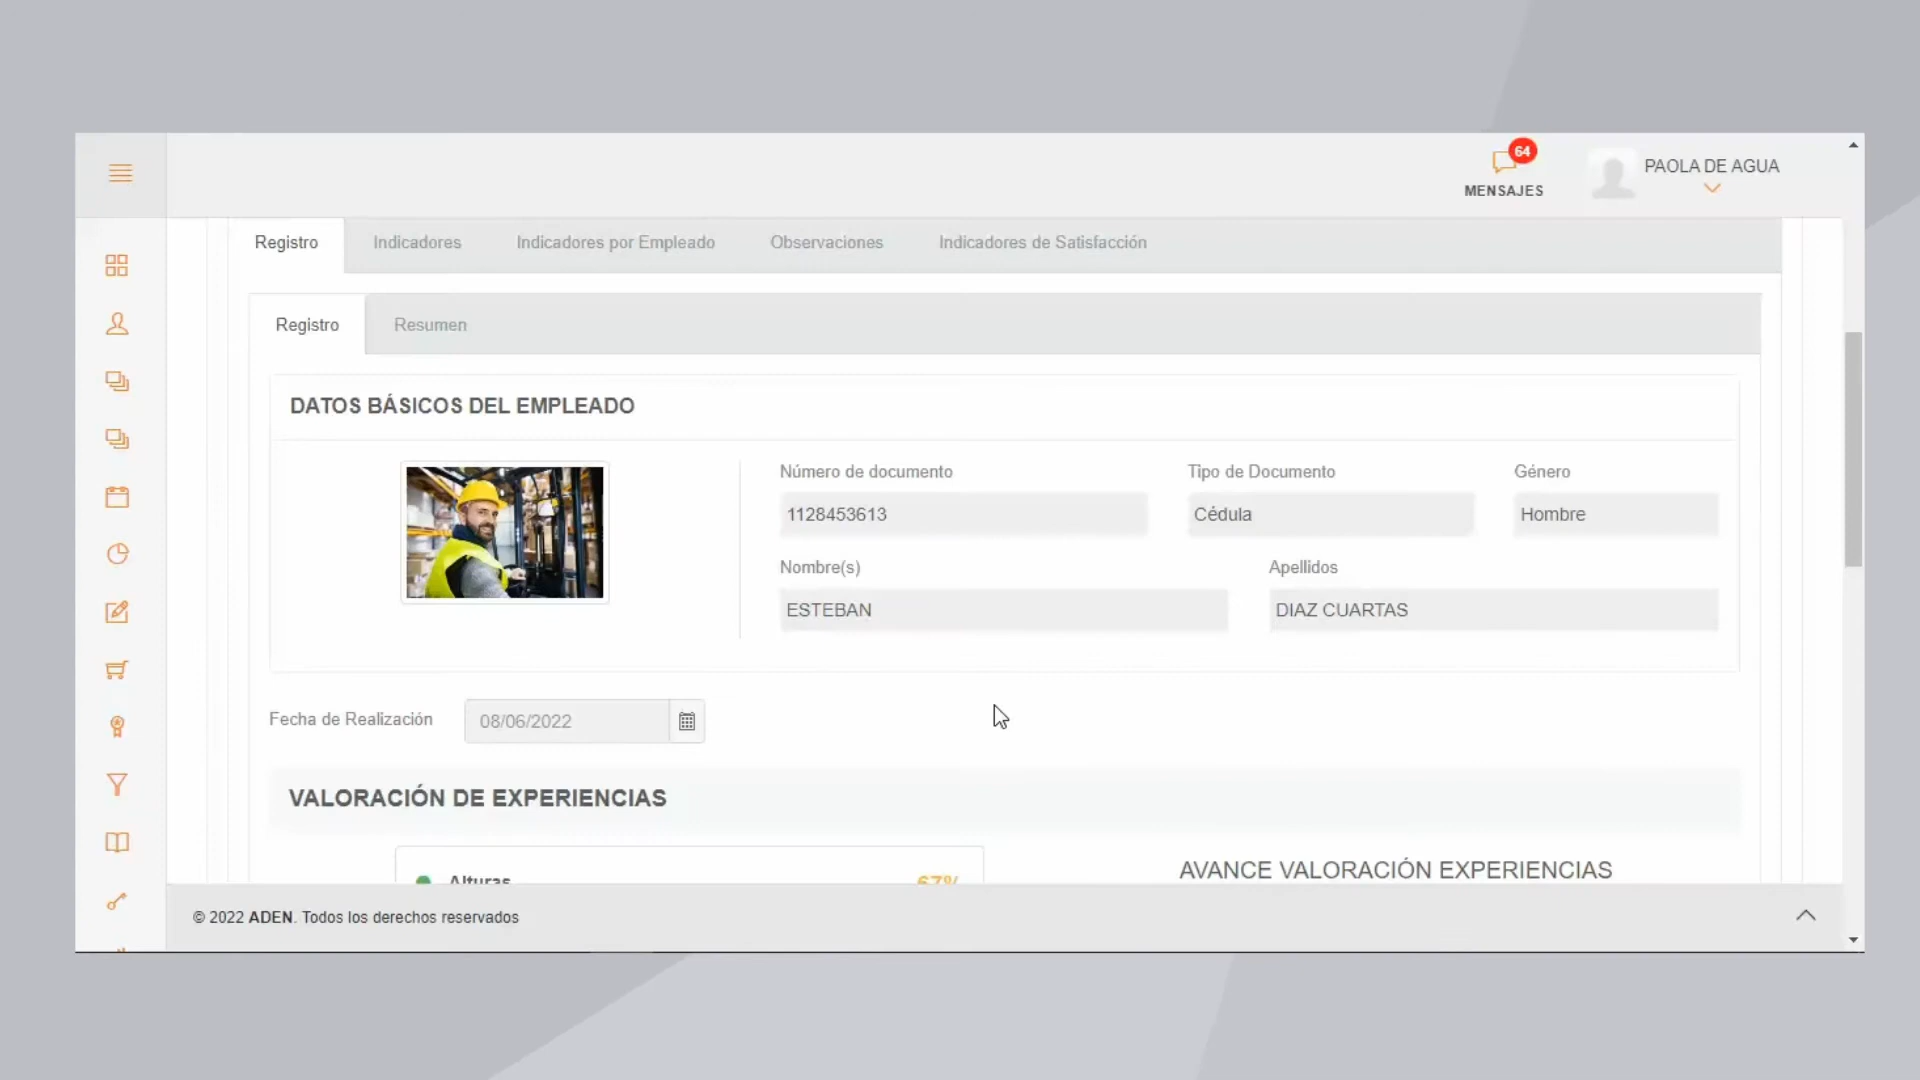 64
MENSAJES
PAOLA DE AGUA
Registro
Indicadores
Indicadores por Empleado
Observaciones
Indicadores de Satisfacción
Registro
Resumen
DATOS BÁSICOS DEL EMPLEADO
Número de documento
Tipo de Documento
Género
1128453613
Cédula
Hombre
Nombre(s)
Apellidos
ESTEBAN
DIAZ CUARTAS
Fecha de Realización
08/06/2022
VALORACIÓN DE EXPERIENCIAS
Alturas
67%
AVANCE VALORACIÓN EXPERIENCIAS
© 2022 ADEN. Todos los derechos reservados